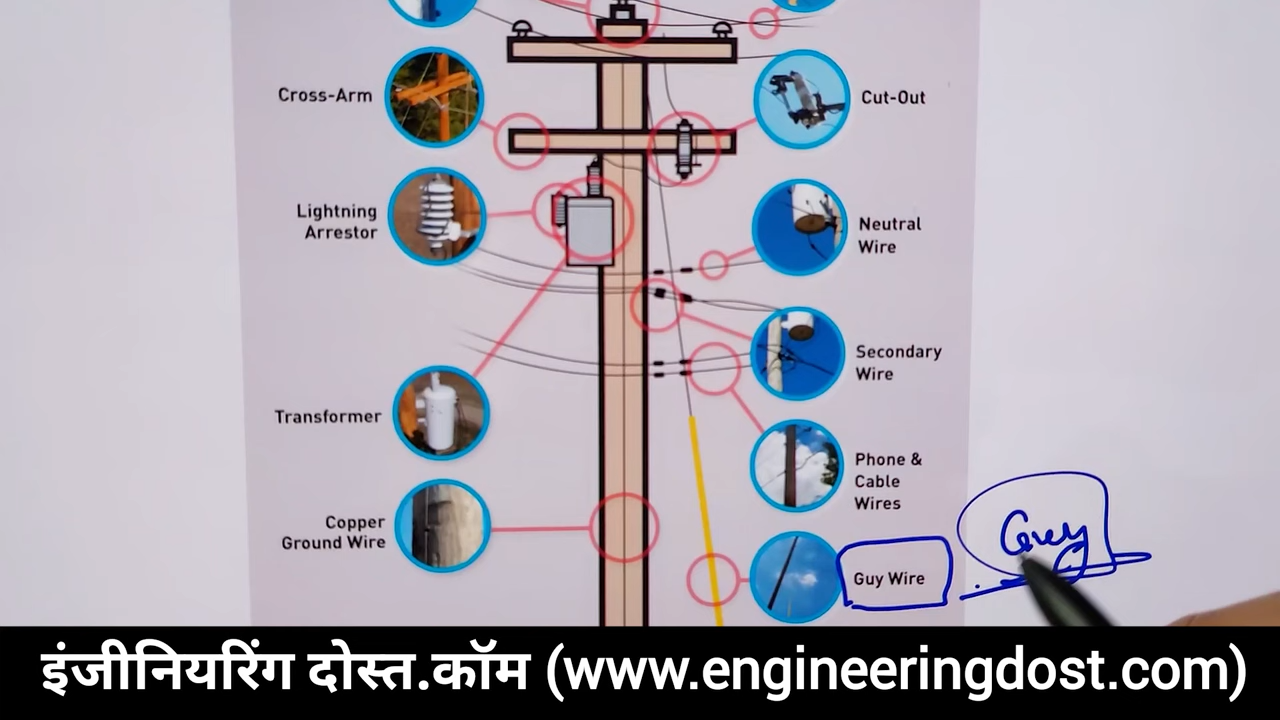 Cross-Arm
Cut-Out
Lightning
Arrestor
Neutral
Wire
Secondary
Wire
Transformer
Phone &
Cable
Wires
Copper
Ground Wire
Guy Wire
Guy
इंजीनियरिंग दोस्त.कॉम (www.engineeringdost.com)